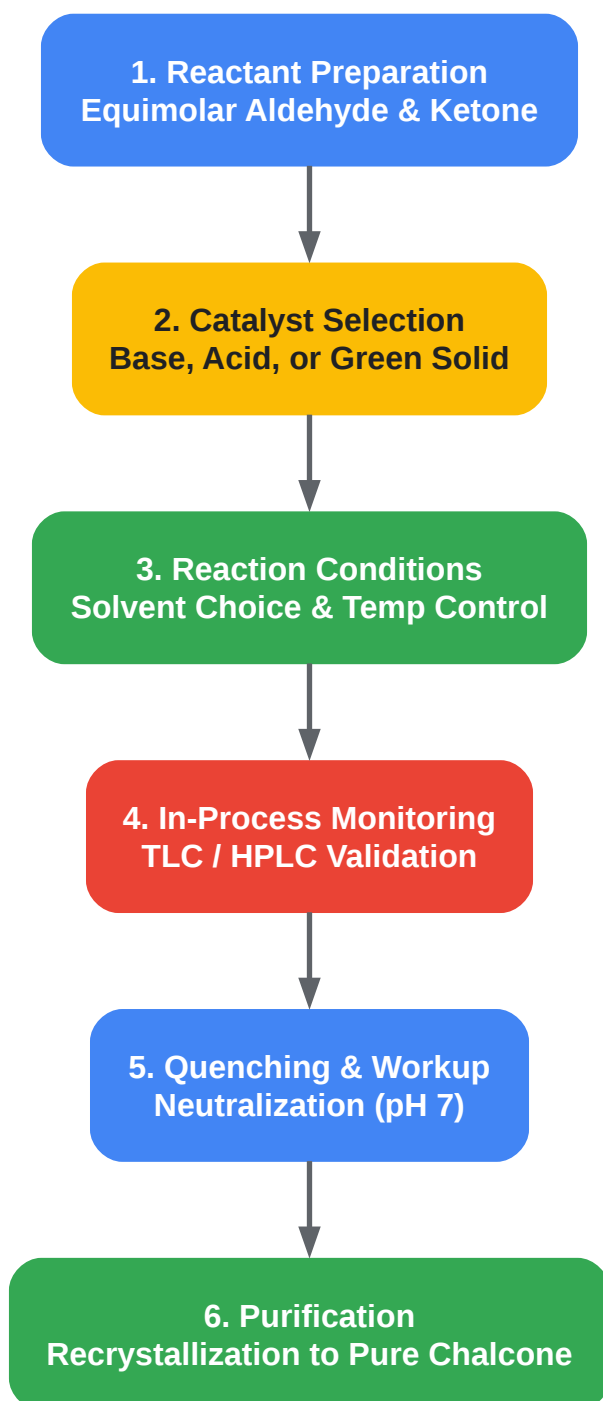 1. Reactant Preparation
Equimolar Aldehyde & Ketone
2. Catalyst Selection
Base, Acid, or Green Solid
3. Reaction Conditions
Solvent Choice & Temp Control
4. In-Process Monitoring
TLC / HPLC Validation
5. Quenching & Workup
Neutralization (pH 7)
6. Purification
Recrystallization to Pure Chalcone